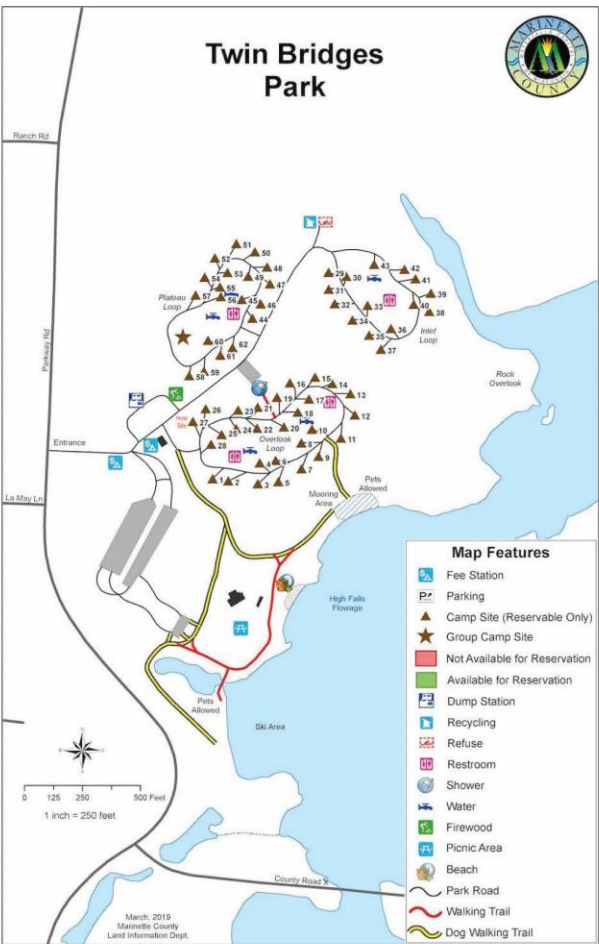 Twin Bridges
Park
MARINETTE
COUNTY
Ranch Rd
Parkway Rd
Entrance
La May Ln
Plateau
Loop
51
52
50
53
48
54
49
47
55
57
56
45
46
44
60
62
61
58
59
43
42
29
30
41
31
39
32
33
40
38
34
36
35
37
Inlet
Loop
Rock
Overlook
Host
Site
26
27
23
21
16
15
14
19
17
13
18
12
25
24
22
20
10
11
28
Overlook
Loop
8
9
4
6
7
1
2
3
5
Mooring
Area
Pets
Allowed
High Falls
Flowage
Pets
Allowed
Ski Area
County Road X
0 125 250 500 Feet
1 inch = 250 feet
March, 2019
Marinette County
Land Information Dept.
Map Features
Fee Station
Parking
Camp Site (Reservable Only)
Group Camp Site
Not Available for Reservation
Available for Reservation
Dump Station
Recycling
Refuse
Restroom
Shower
Water
Firewood
Picnic Area
Beach
Park Road
Walking Trail
Dog Walking Trail